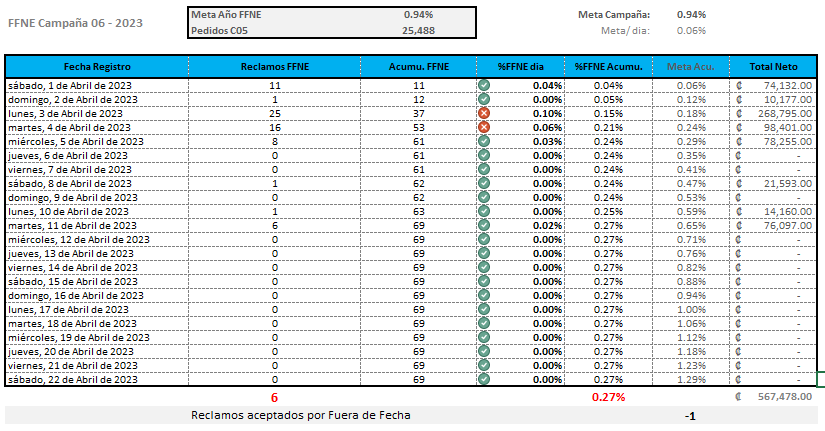 FFNE Campaña 06 - 2023
Meta Año FFNE 0.94%
Pedidos C05 25,488
Meta Campaña: 0.94%
Meta/ dia: 0.06%
Fecha Registro Reclamos FFNE Acumu. FFNE %FFNE dia %FFNE Acumu. Meta Acu. Total Neto
sábado, 1 de Abril de 2023 11 11 0.04% 0.04% 0.06% ₡ 74,132.00
domingo, 2 de Abril de 2023 1 12 0.00% 0.05% 0.12% ₡ 10,177.00
lunes, 3 de Abril de 2023 25 37 0.10% 0.15% 0.18% ₡ 268,795.00
martes, 4 de Abril de 2023 16 53 0.06% 0.21% 0.24% ₡ 98,401.00
miércoles, 5 de Abril de 2023 8 61 0.03% 0.24% 0.29% ₡ 78,255.00
jueves, 6 de Abril de 2023 0 61 0.00% 0.24% 0.35% ₡ -
viernes, 7 de Abril de 2023 0 61 0.00% 0.24% 0.41% ₡ -
sábado, 8 de Abril de 2023 1 62 0.00% 0.24% 0.47% ₡ 21,593.00
domingo, 9 de Abril de 2023 0 62 0.00% 0.24% 0.53% ₡ -
lunes, 10 de Abril de 2023 1 63 0.00% 0.25% 0.59% ₡ 14,160.00
martes, 11 de Abril de 2023 6 69 0.02% 0.27% 0.65% ₡ 76,097.00
miércoles, 12 de Abril de 2023 0 69 0.00% 0.27% 0.71% ₡ -
jueves, 13 de Abril de 2023 0 69 0.00% 0.27% 0.76% ₡ -
viernes, 14 de Abril de 2023 0 69 0.00% 0.27% 0.82% ₡ -
sábado, 15 de Abril de 2023 0 69 0.00% 0.27% 0.88% ₡ -
domingo, 16 de Abril de 2023 0 69 0.00% 0.27% 0.94% ₡ -
lunes, 17 de Abril de 2023 0 69 0.00% 0.27% 1.00% ₡ -
martes, 18 de Abril de 2023 0 69 0.00% 0.27% 1.06% ₡ -
miércoles, 19 de Abril de 2023 0 69 0.00% 0.27% 1.12% ₡ -
jueves, 20 de Abril de 2023 0 69 0.00% 0.27% 1.18% ₡ -
viernes, 21 de Abril de 2023 0 69 0.00% 0.27% 1.23% ₡ -
sábado, 22 de Abril de 2023 0 69 0.00% 0.27% 1.29% ₡ -
6 0.27% ₡ 567,478.00
Reclamos aceptados por Fuera de Fecha -1